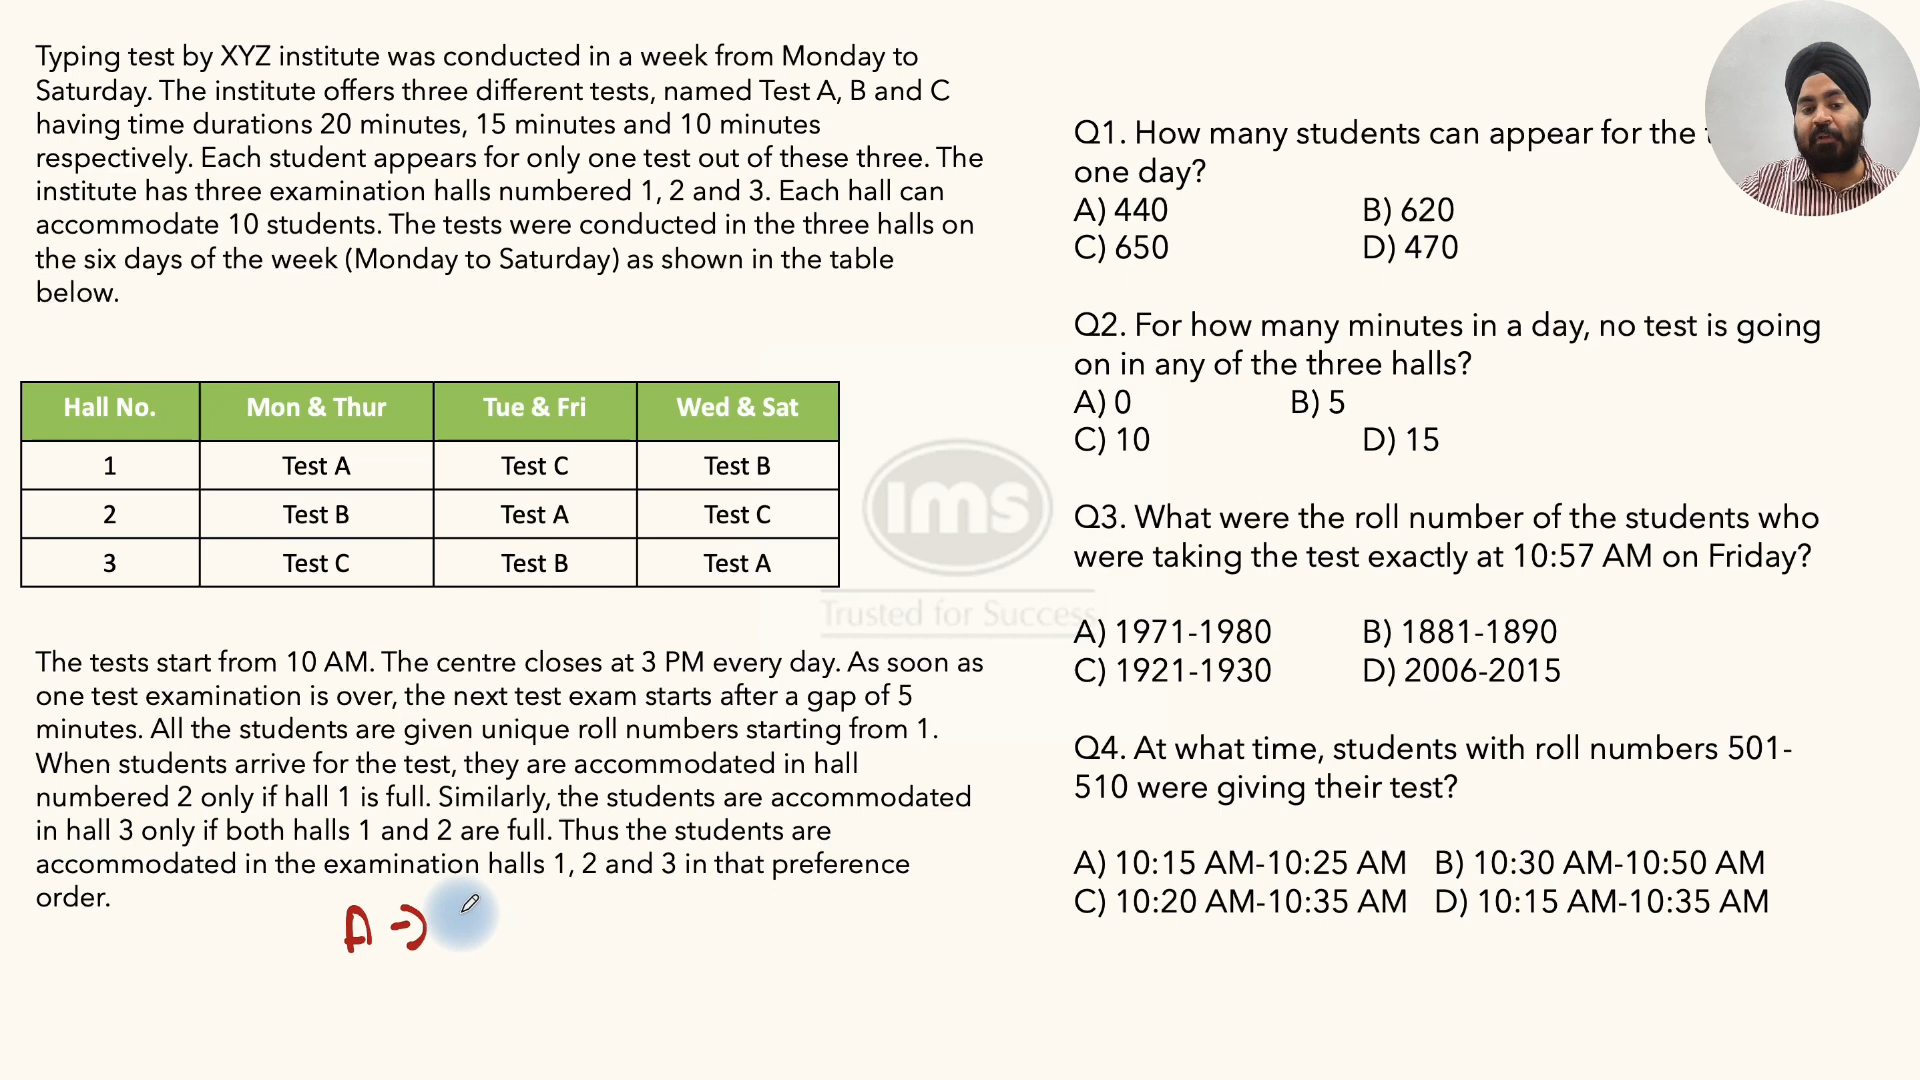 Typing test by XYZ institute was conducted in a week from Monday to
Saturday. The institute offers three different tests, named Test A, B and C
having time durations 20 minutes, 15 minutes and 10 minutes
respectively. Each student appears for only one test out of these three. The
institute has three examination halls numbered 1, 2 and 3. Each hall can
accommodate 10 students. The tests were conducted in the three halls on
the six days of the week (Monday to Saturday) as shown in the table
below.
Hall No. Mon & Thur Tue & Fri Wed & Sat
1 Test A Test C Test B
2 Test B Test A Test C
3 Test C Test B Test A
The tests start from 10 AM. The centre closes at 3 PM every day. As soon as
one test examination is over, the next test exam starts after a gap of 5
minutes. All the students are given unique roll numbers starting from 1.
When students arrive for the test, they are accommodated in hall
numbered 2 only if hall 1 is full. Similarly, the students are accommodated
in hall 3 only if both halls 1 and 2 are full. Thus the students are
accommodated in the examination halls 1, 2 and 3 in that preference
order.
A →
ims
Trusted for Success
Q1. How many students can appear for the
one day?
A) 440 B) 620
C) 650 D) 470
Q2. For how many minutes in a day, no test is going
on in any of the three halls?
A) 0 B) 5
C) 10 D) 15
Q3. What were the roll number of the students who
were taking the test exactly at 10:57 AM on Friday?
A) 1971-1980 B) 1881-1890
C) 1921-1930 D) 2006-2015
Q4. At what time, students with roll numbers 501-
510 were giving their test?
A) 10:15 AM-10:25 AM B) 10:30 AM-10:50 AM
C) 10:20 AM-10:35 AM D) 10:15 AM-10:35 AM